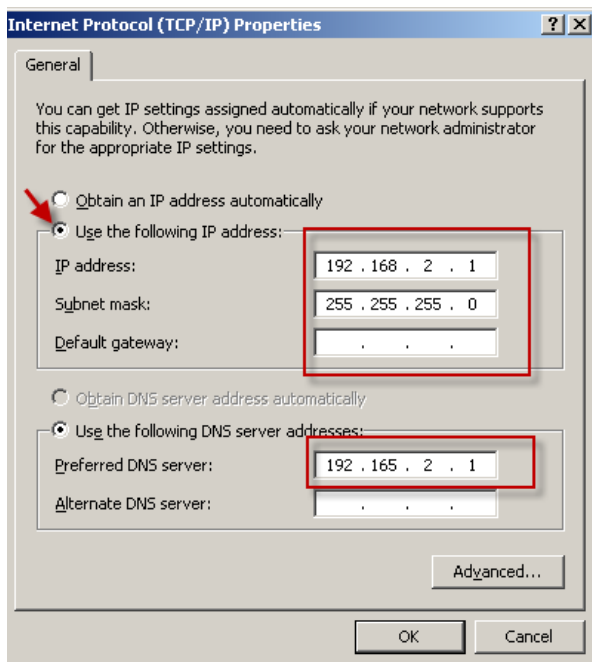 Internet Protocol (TCP/IP) Properties
General
You can get IP settings assigned automatically if your network supports
this capability. Otherwise, you need to ask your network administrator
for the appropriate IP settings.
Obtain an IP address automatically
Use the following IP address:
IP address: 192 . 168 . 2 . 1
Subnet mask: 255 . 255 . 255 . 0
Default gateway: . . .
Obtain DNS server address automatically
Use the following DNS server addresses:
Preferred DNS server: 192 . 165 . 2 . 1
Alternate DNS server: . . .
Advanced...
OK Cancel